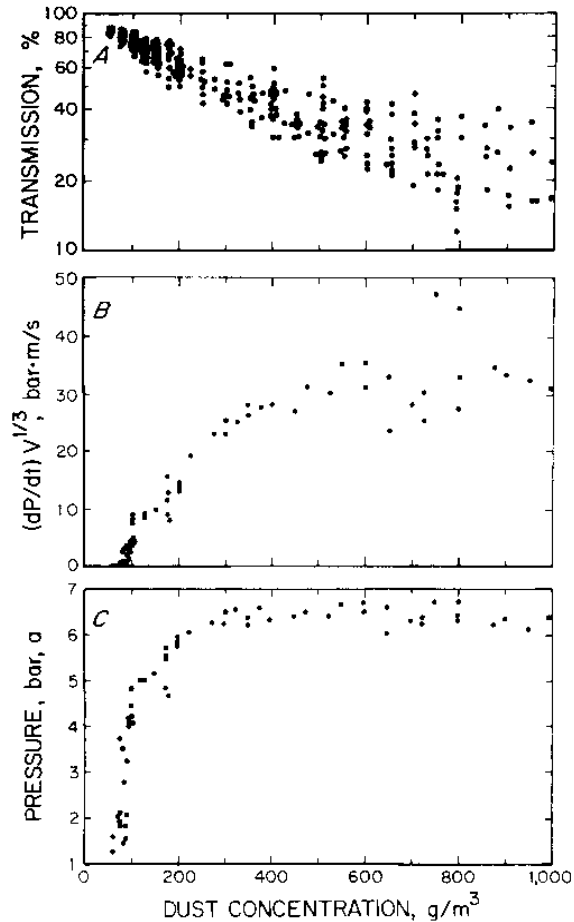 100
80
60
40
20
10
A
TRANSMISSION, %
50
40
30
20
10
0
B
(dP/dt) V^1/3, bar·m/s
7
6
5
4
3
2
1
C
PRESSURE, bar, a
0 200 400 600 800 1,000
DUST CONCENTRATION, g/m³